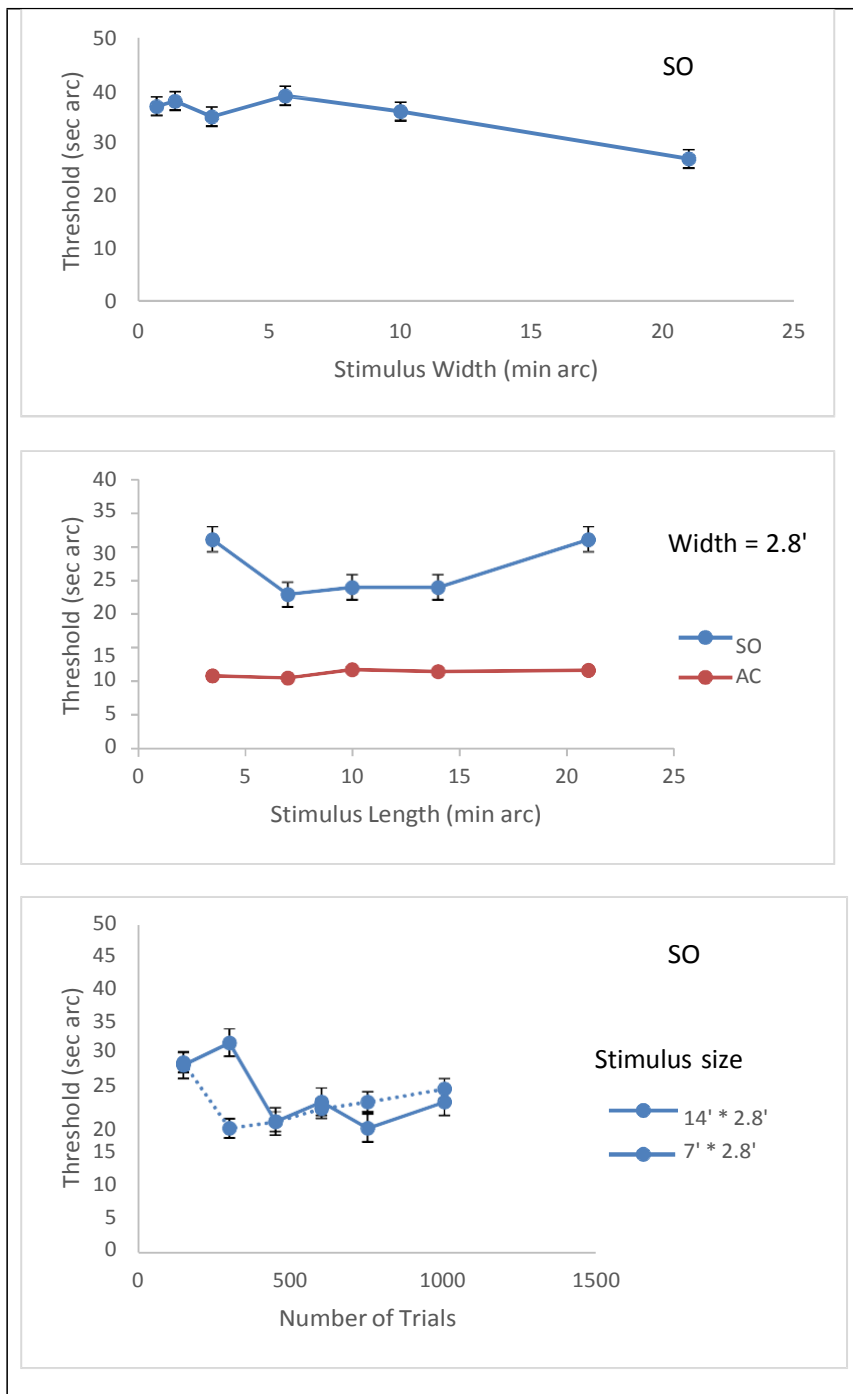 50
SO
40
30
20
10
0
Threshold (sec arc)
0 5 10 15 20 25
Stimulus Width (min arc)
40
35
30
25
20
15
10
5
0
Threshold (sec arc)
Width = 2.8'
SO
AC
0 5 10 15 20 25
Stimulus Length (min arc)
50
45
40
35
30
25
20
15
10
5
0
Threshold (sec arc)
SO
Stimulus size
14' * 2.8'
7' * 2.8'
0 500 1000 1500
Number of Trials